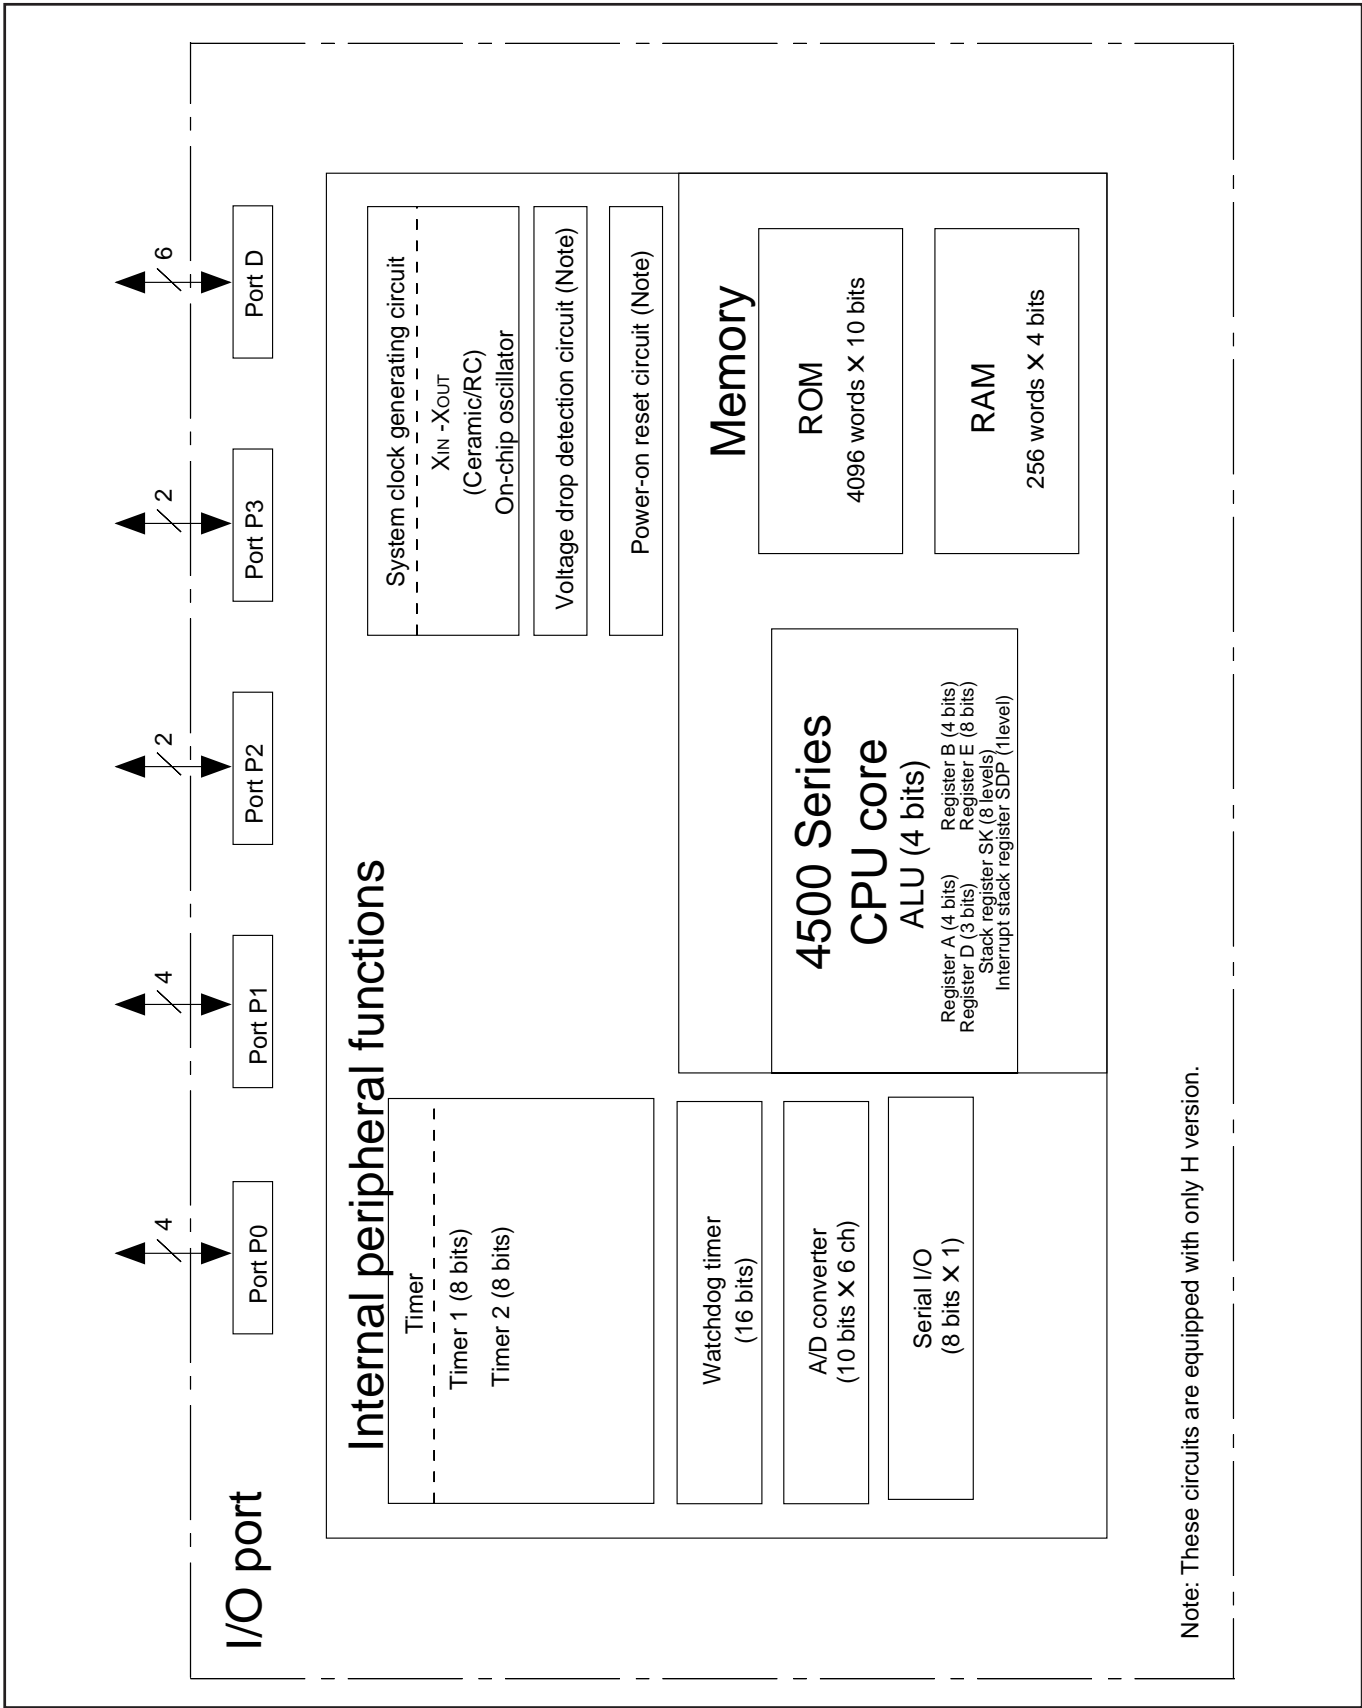 4
4
2
2
6
I/O port
Port P0
Port P1
Port P2
Port P3
Port D
Internal peripheral functions
Timer
Timer 1 (8 bits)
Timer 2 (8 bits)
Watchdog timer
(16 bits)
A/D converter
(10 bits ✕ 6 ch)
Serial I/O
(8 bits ✕ 1)
System clock generating circuit
XIN -XOUT
(Ceramic/RC)
On-chip oscillator
Voltage drop detection circuit (Note)
Power-on reset circuit (Note)
4500 Series
CPU core
ALU (4 bits)
Register A (4 bits) Register B (4 bits)
Register D (3 bits) Register E (8 bits)
Stack register SK (8 levels)
Interrupt stack register SDP (1level)
Memory
ROM
4096 words ✕ 10 bits
RAM
256 words ✕ 4 bits
Note: These circuits are equipped with only H version.